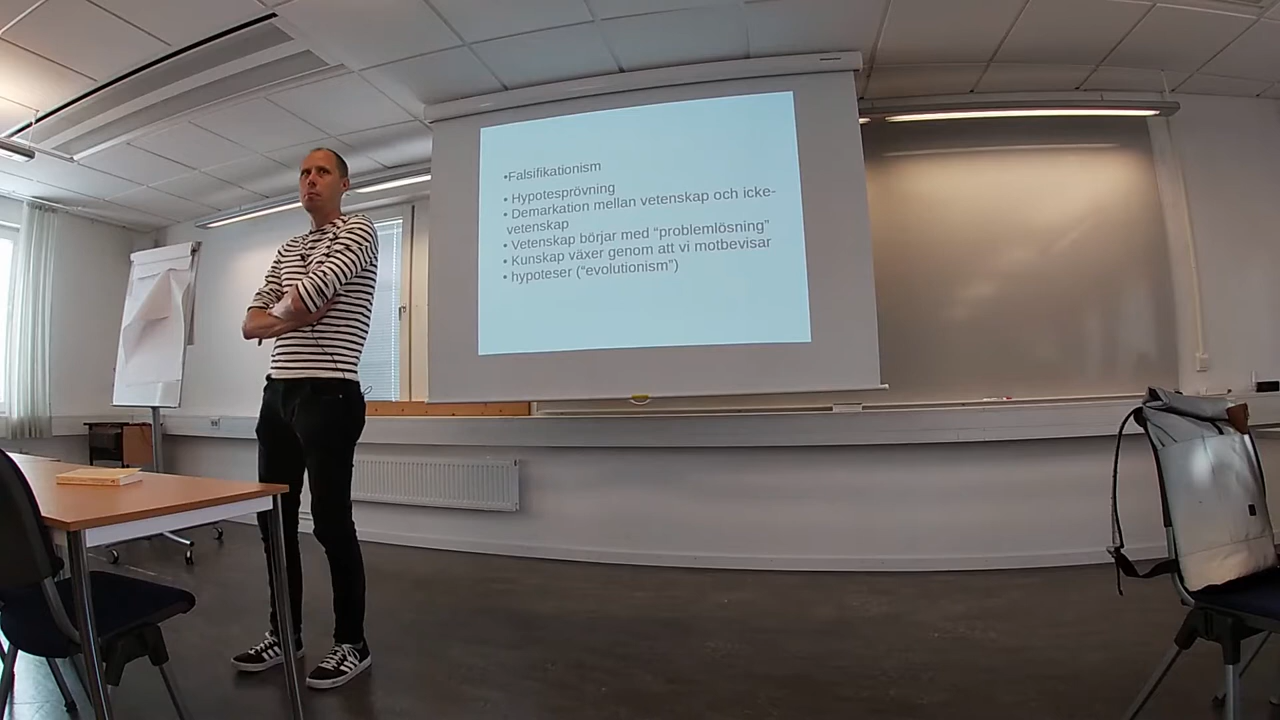 •Falsifikationism
• Hypotesprövning
• Demarkation mellan vetenskap och icke-
vetenskap
• Vetenskap börjar med “problemlösning”
• Kunskap växer genom att vi motbevisar
• hypoteser (“evolutionism”)